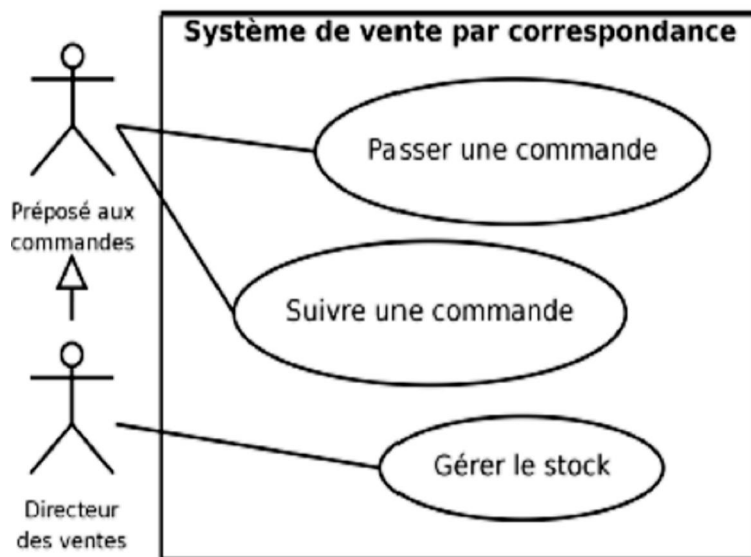 Système de vente par correspondance
Passer une commande
Préposé aux
commandes
Suivre une commande
Gérer le stock
Directeur
des ventes